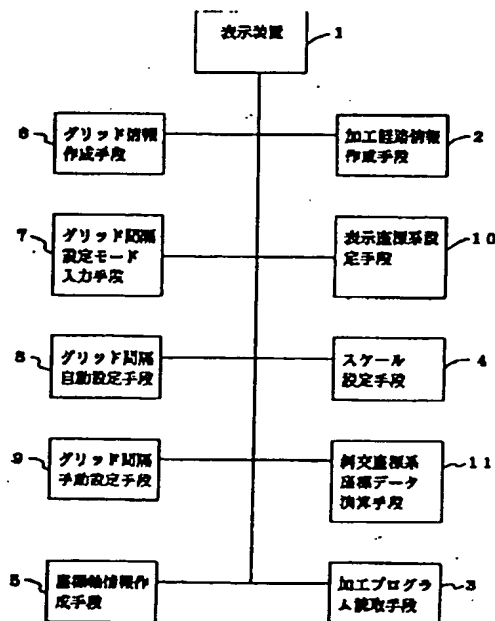 表示装置
1
6
グリッド情報
作成手段
加工経路情報
作成手段
2
7
グリッド間隔
設定モード
入力手段
表示座標系設
定手段
10
8
グリッド間隔
自動設定手段
スケール
設定手段
4
9
グリッド間隔
手動設定手段
斜交座標系
座標データ
演算手段
11
5
座標軸情報作
成手段
加工プログラ
ム読取手段
3